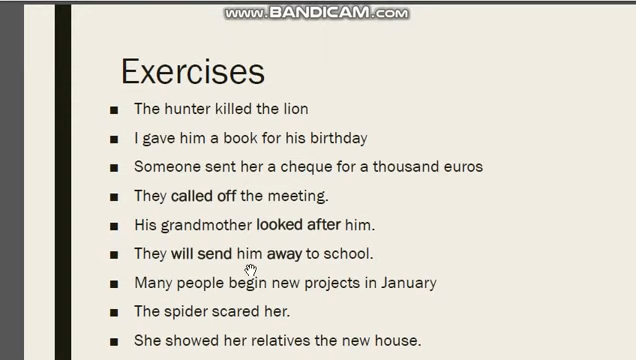 www.BANDICAM.com
Exercises
The hunter killed the lion
I gave him a book for his birthday
Someone sent her a cheque for a thousand euros
They called off the meeting.
His grandmother looked after him.
They will send him away to school.
Many people begin new projects in January
The spider scared her.
She showed her relatives the new house.